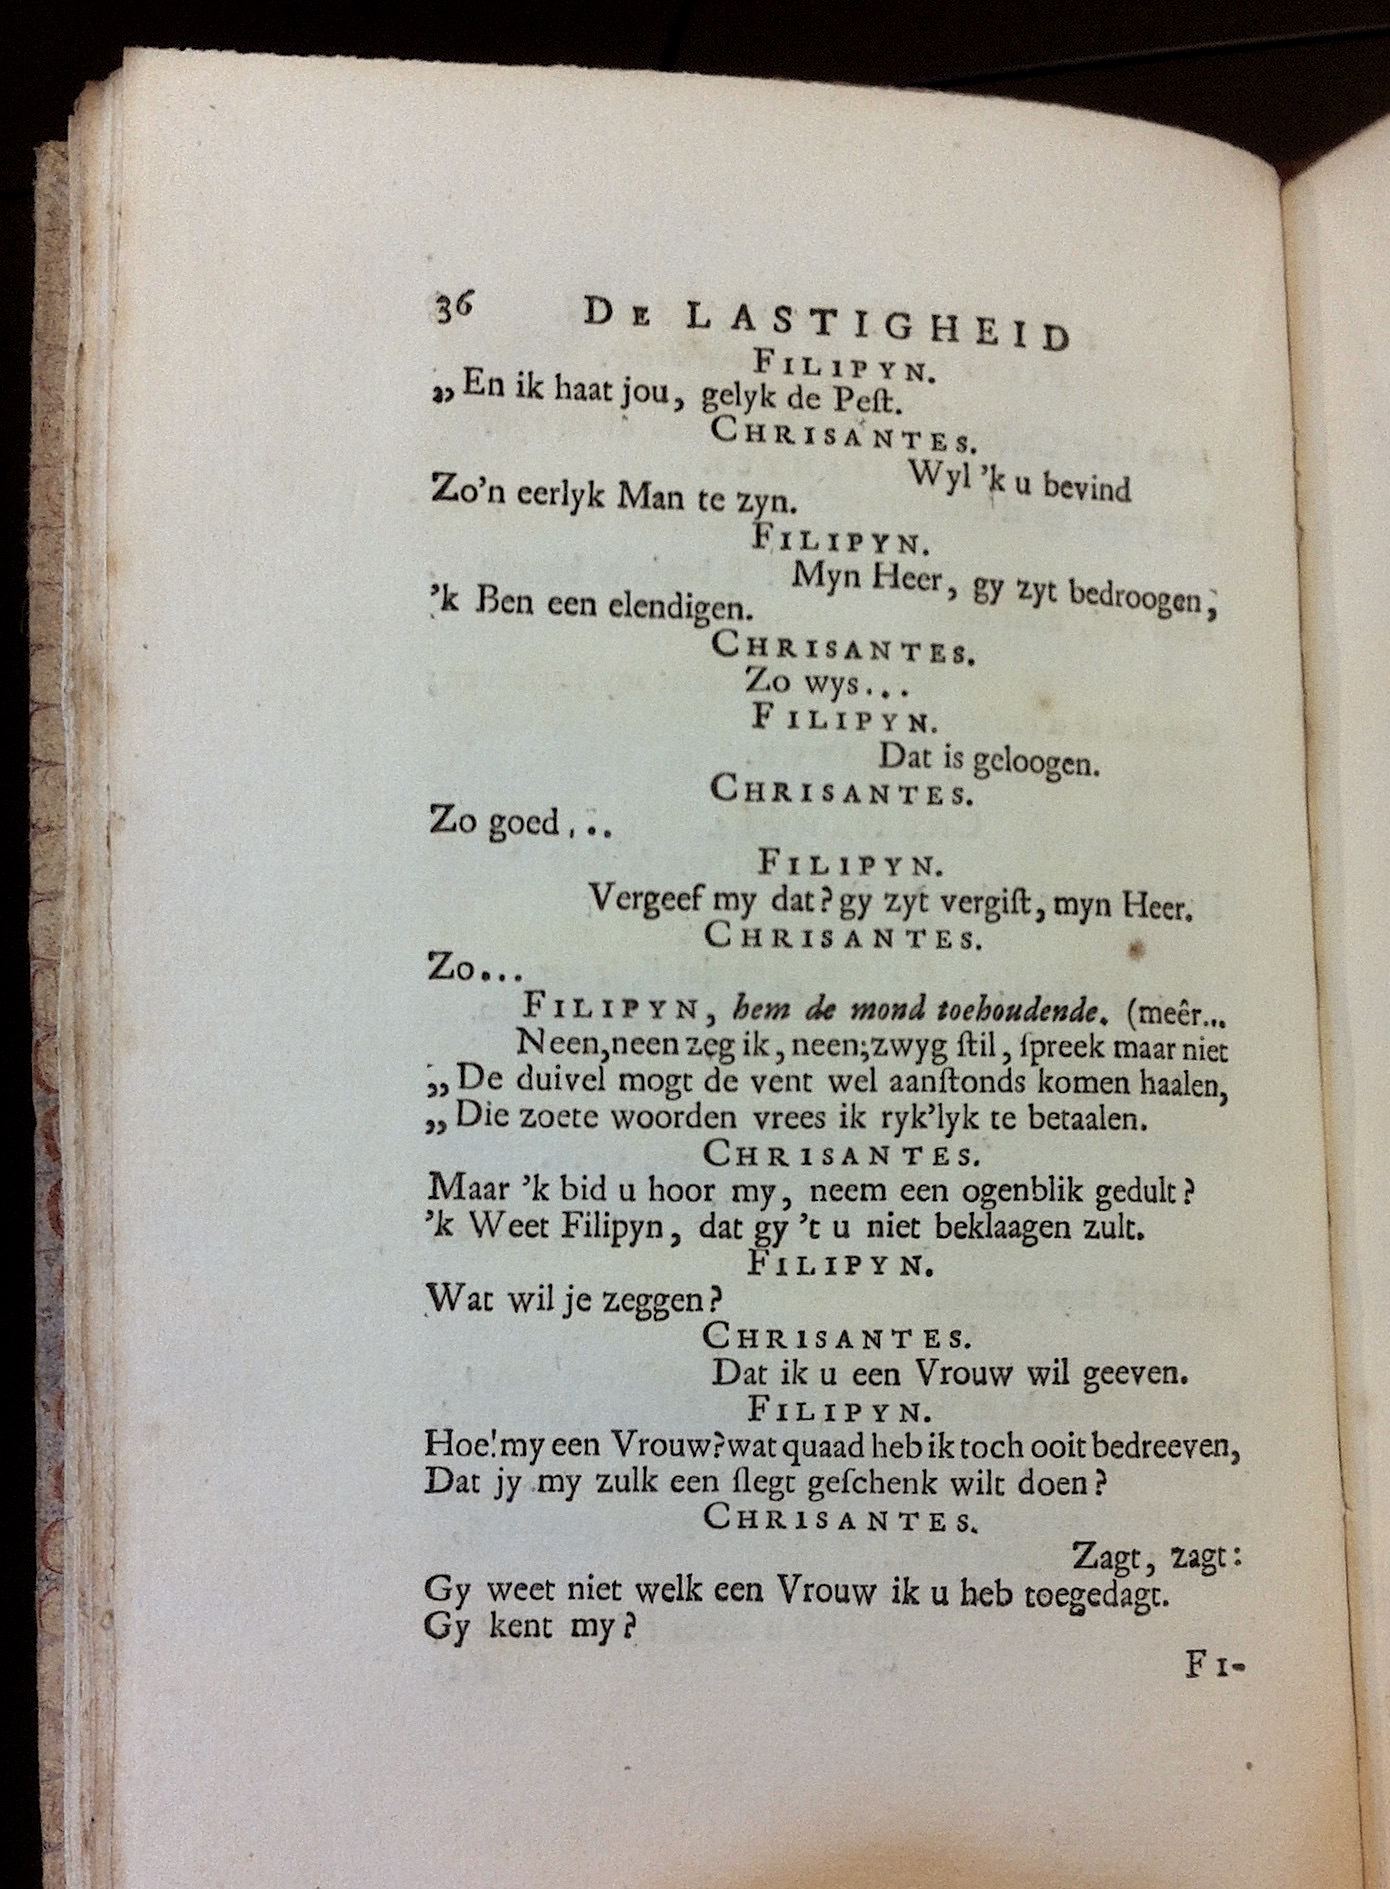 36 DE LASTIGHEID
FILIPYN.
„En ik haat jou, gelyk de Peſt.
CHRISANTES.
Wyl 'k u bevind
Zo'n eerlyk Man te zyn.
FILIPYN.
Myn Heer, gy zyt bedroogen,
'k Ben een elendigen.
CHRISANTES.
Zo wys...
FILIPYN.
Dat is geloogen.
CHRISANTES.
Zo goed...
FILIPYN.
Vergeef my dat? gy zyt vergiſt, myn Heer.
CHRISANTES.
Zo...
FILIPYN, hem de mond toehoudende. (meêr...
Neen, neen zeg ik, neen; zwyg ſtil, ſpreek maar niet
„De duivel mogt de vent wel aanſtonds komen haalen,
„Die zoete woorden vrees ik ryk'lyk te betaalen.
CHRISANTES.
Maar 'k bid u hoor my, neem een ogenblik gedult?
'k Weet Filipyn, dat gy 't u niet beklaagen zult.
FILIPYN.
Wat wil je zeggen?
CHRISANTES.
Dat ik u een Vrouw wil geeven.
FILIPYN.
Hoe! my een Vrouw? wat quaad heb ik toch ooit bedreeven,
Dat jy my zulk een ſlegt geſchenk wilt doen?
CHRISANTES.
Zagt, zagt:
Gy weet niet welk een Vrouw ik u heb toegedagt.
Gy kent my?
FI-